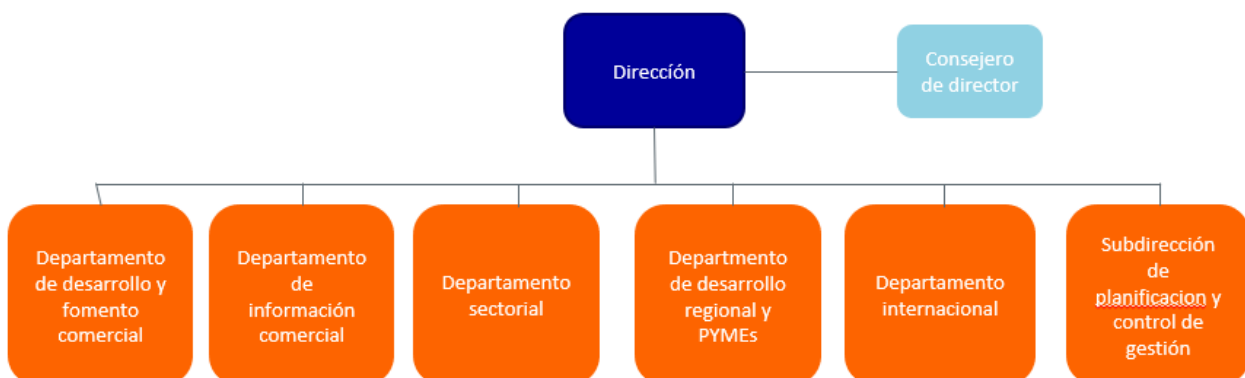 Direccíón
Consejero
de director
Departamento
de desarrollo y
fomento
comercial
Departamento
de
información
comercial
Departamento
sectorial
Departmento
de desarrollo
regional y
PYMEs
Departamento
internacional
Subdirección
de
planificacion y
control de
gestión